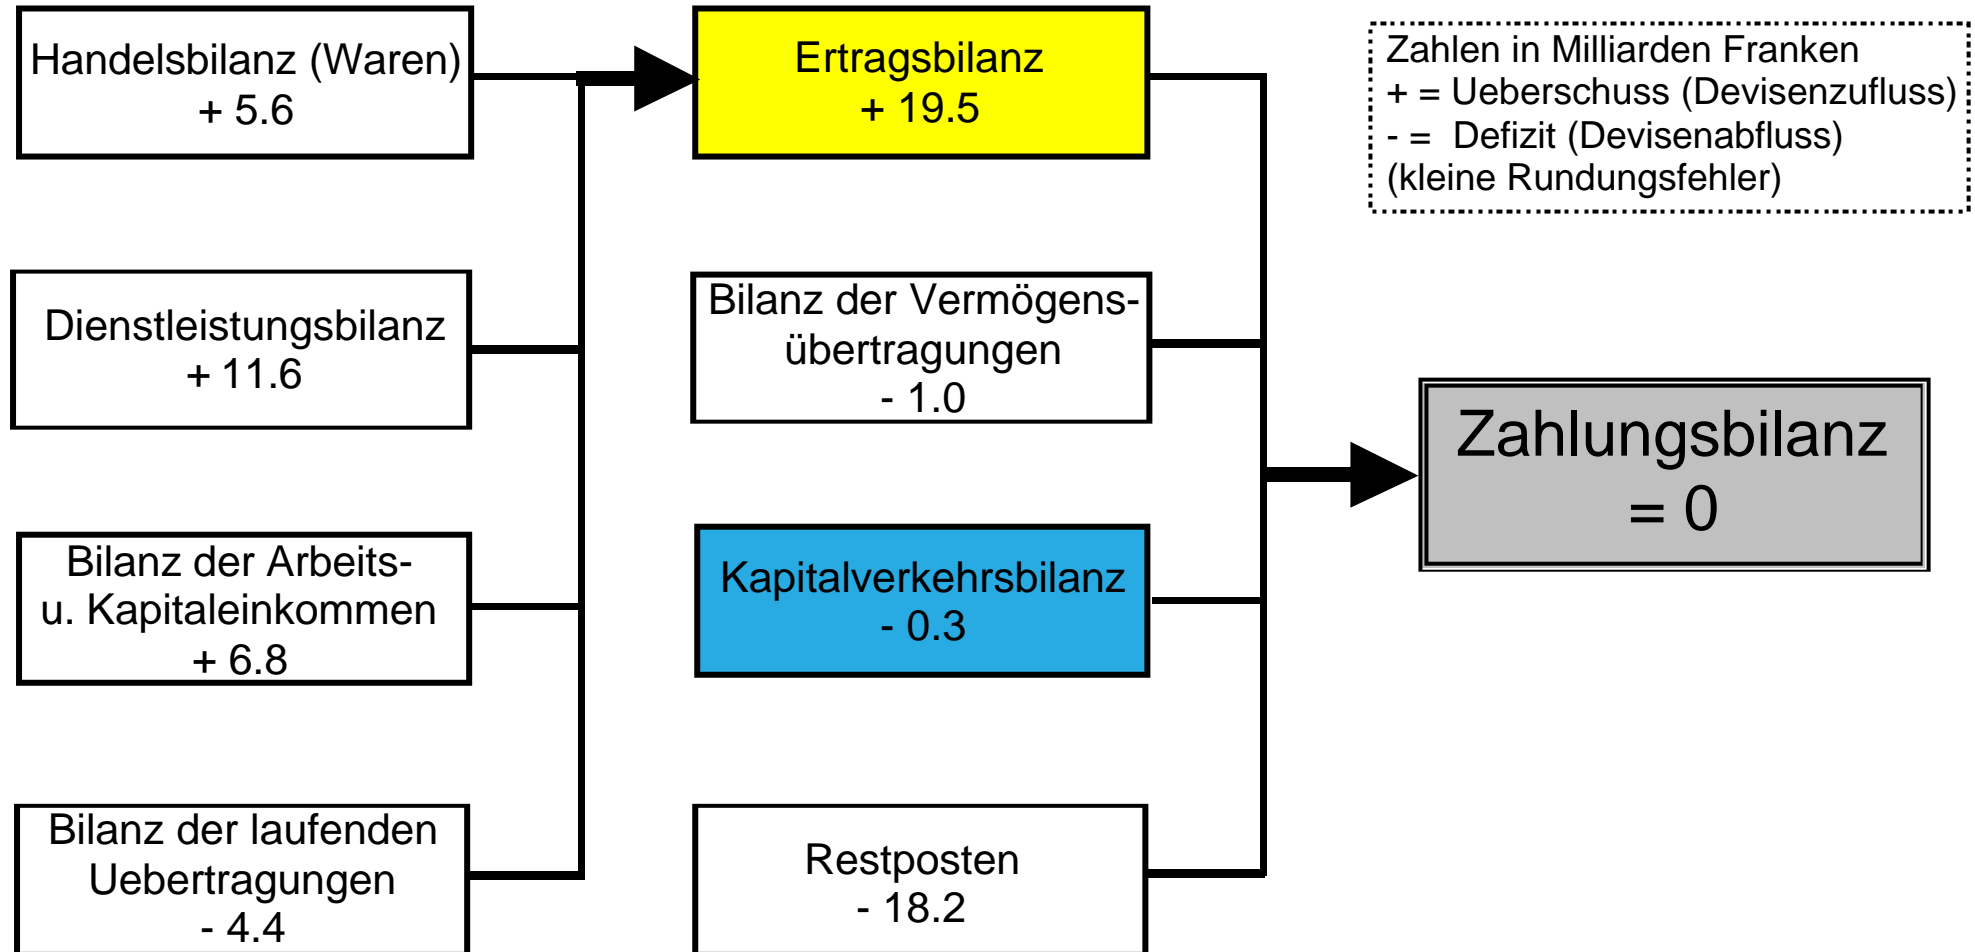 Handelsbilanz (Waren)
+ 5.6
Dienstleistungsbilanz
+ 11.6
Bilanz der Arbeits-
u. Kapitaleinkommen
+ 6.8
Bilanz der laufenden
Uebertragungen
- 4.4
Ertragsbilanz
+ 19.5
Bilanz der Vermögens-
übertragungen
- 1.0
Kapitalverkehrsbilanz
- 0.3
Restposten
- 18.2
Zahlen in Milliarden Franken
+ = Ueberschuss (Devisenzufluss)
- = Defizit (Devisenabfluss)
(kleine Rundungsfehler)
Zahlungsbilanz
= 0